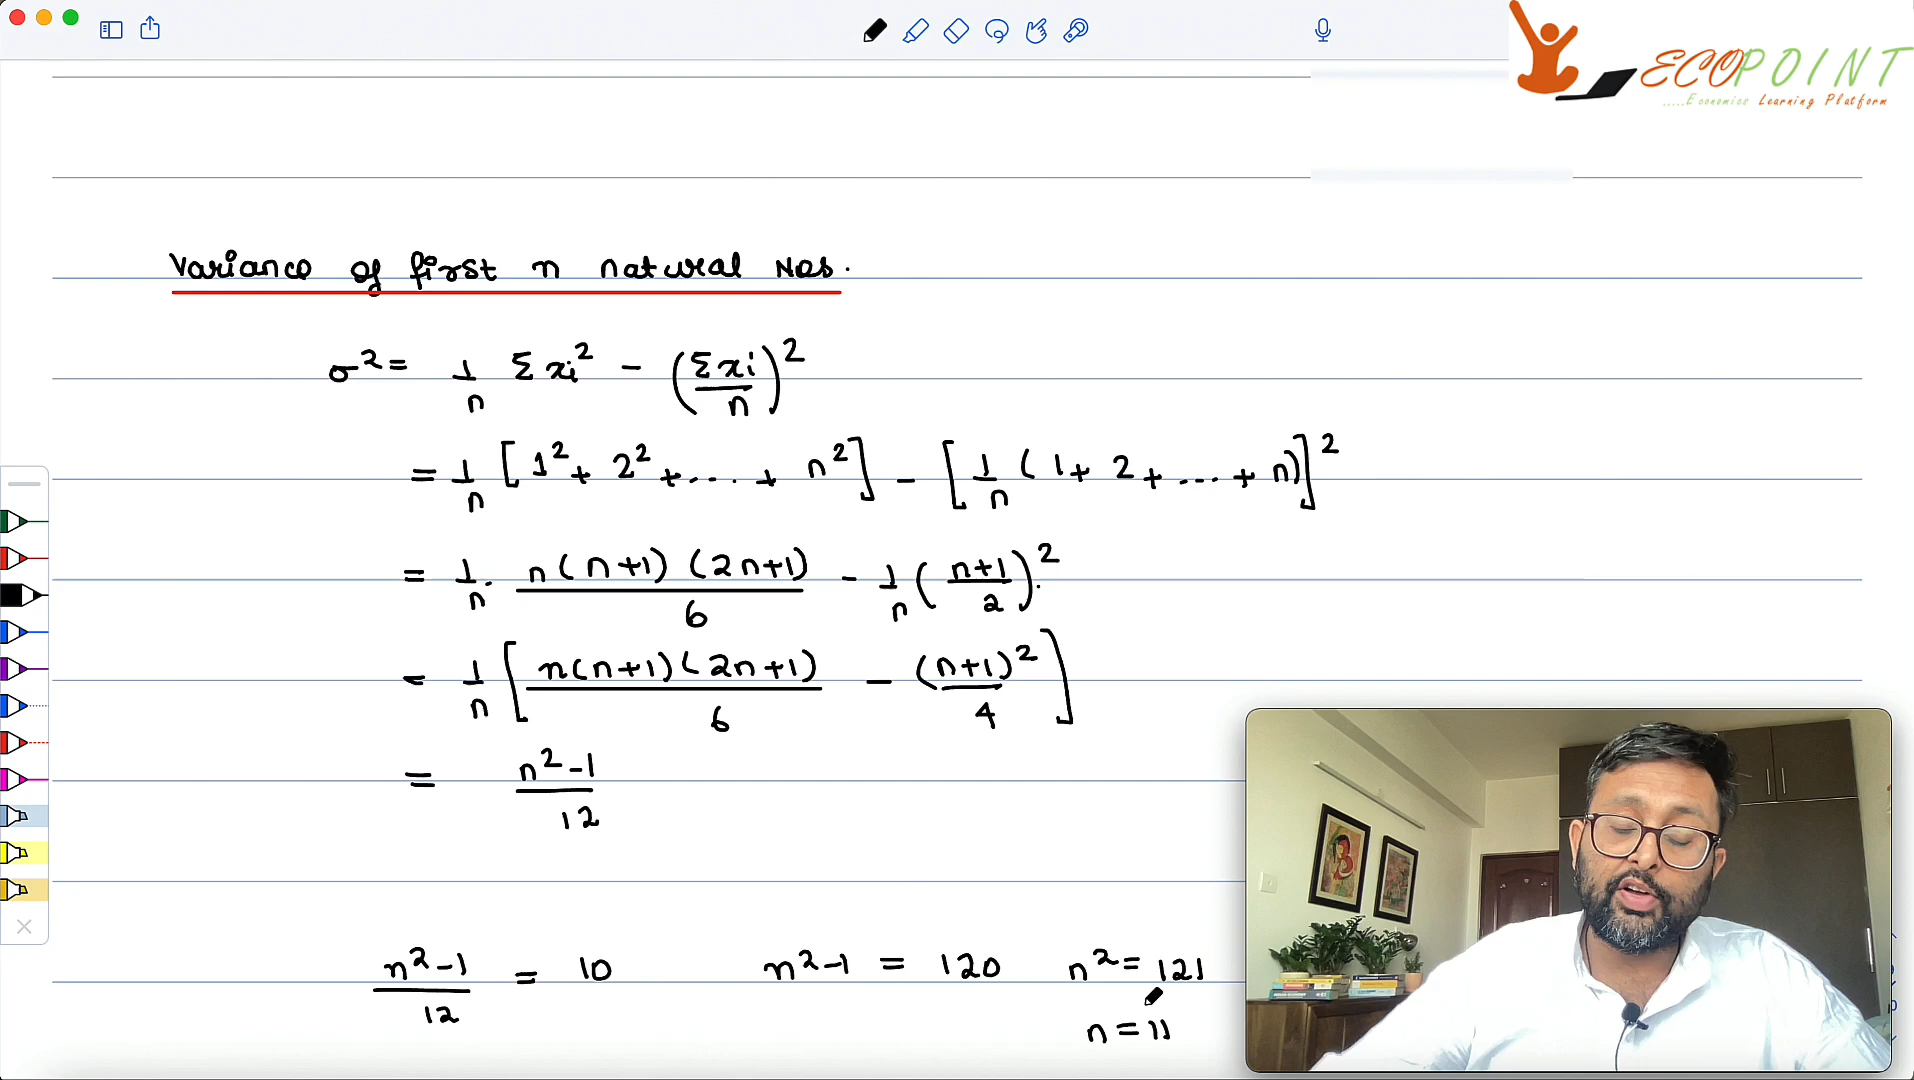 ECOPOINT
.....Economics Learning Platform
Variance of first n natural Nos.
σ² = 1/n Σxi² - (Σxi/n)²
= 1/n [1² + 2² + .... + n²] - [1/n (1 + 2 + .... + n)]²
= 1/n . n(n+1)(2n+1)/6 - 1/n ((n+1)/2)²
= 1/n [n(n+1)(2n+1)/6 - (n+1)²/4]
= (n²-1)/12
(n²-1)/12 = 10 n²-1 = 120 n² = 121
n = 11